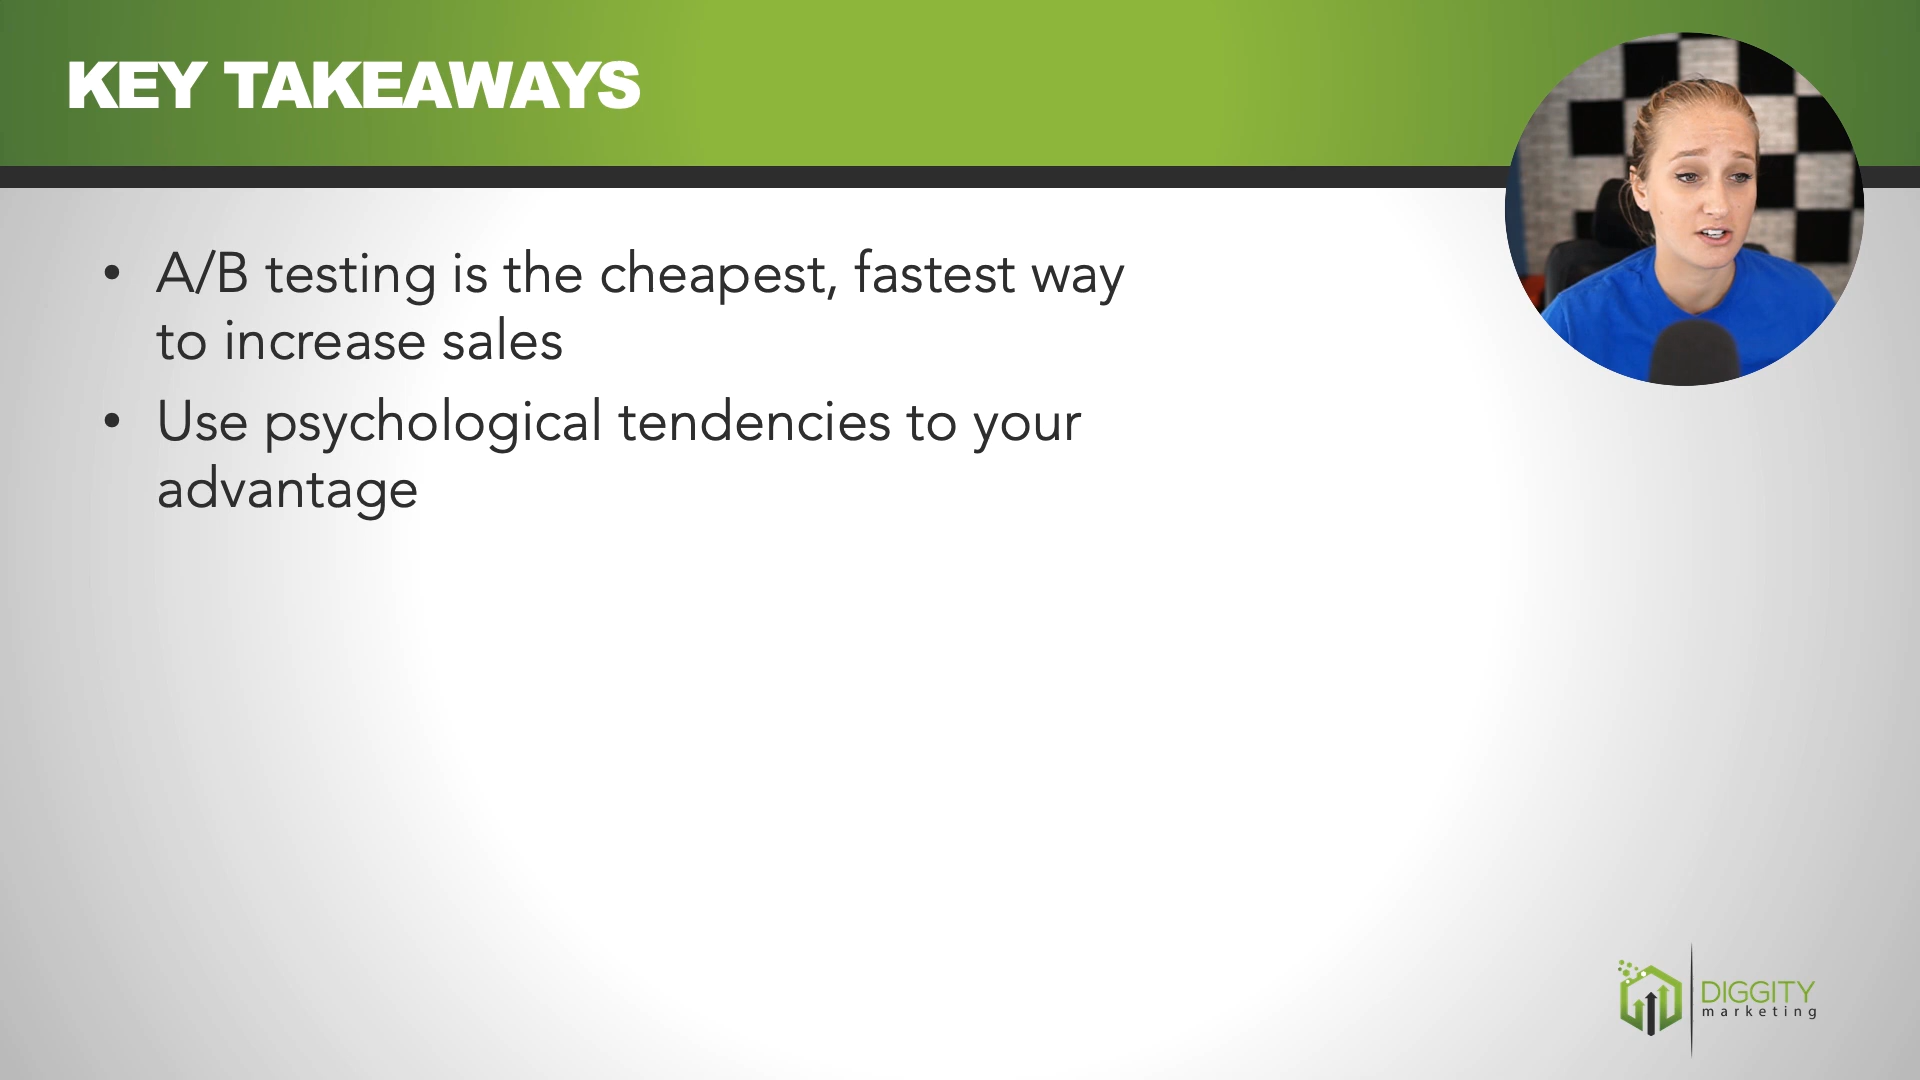 KEY TAKEAWAYS
• A/B testing is the cheapest, fastest way
to increase sales
• Use psychological tendencies to your
advantage
DIGGITY
marketing